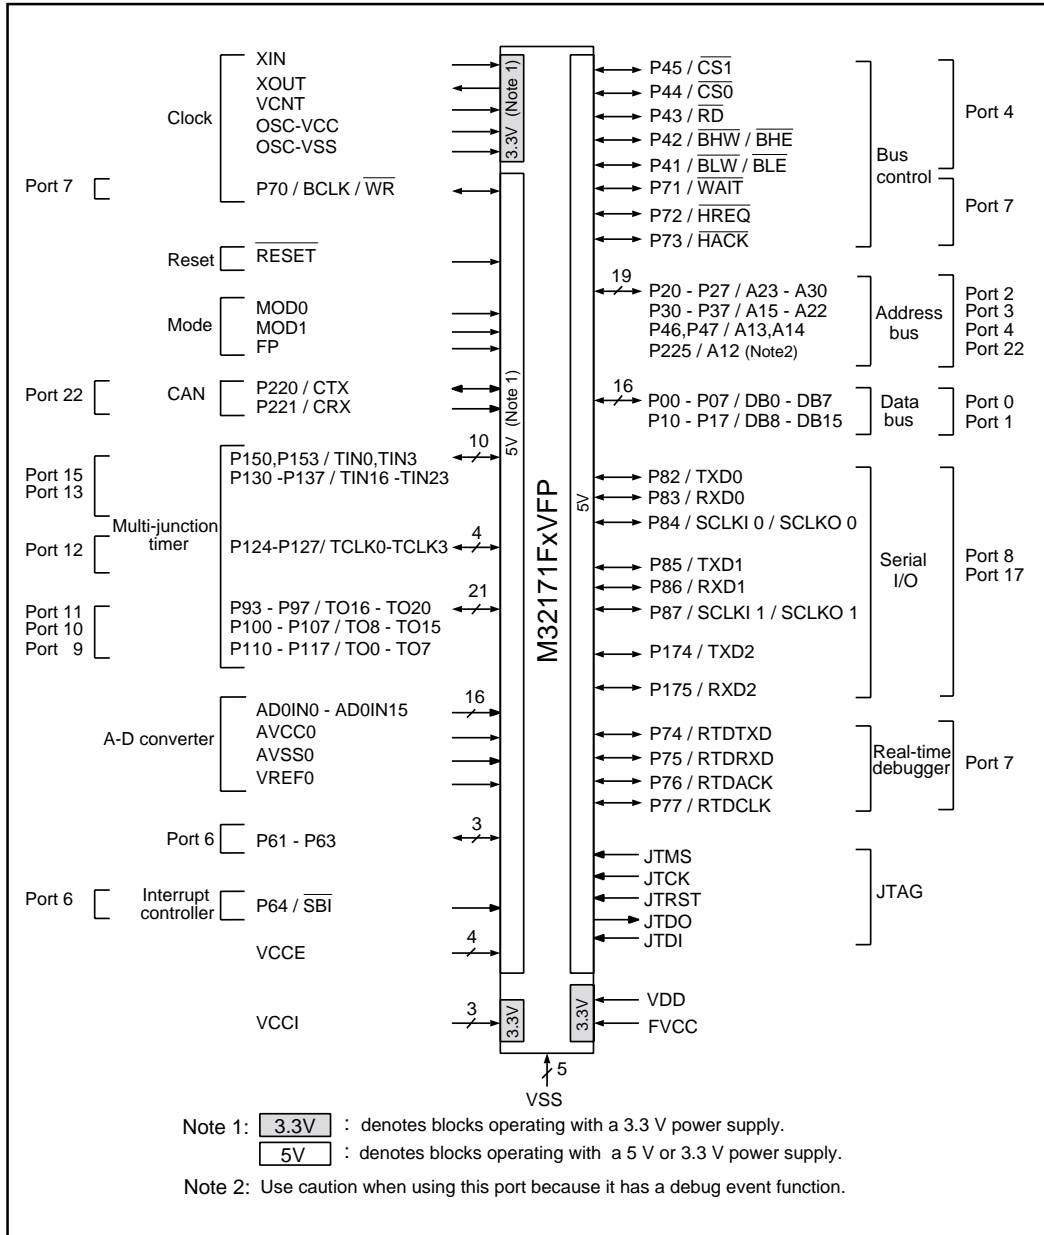 XIN
XOUT
VCNT
OSC-VCC
OSC-VSS
Clock
Port 7
P70 / BCLK / WR
Reset
RESET
Mode
MOD0
MOD1
FP
Port 22
CAN
P220 / CTX
P221 / CRX
10
Port 15
Port 13
P150,P153 / TIN0,TIN3
P130 -P137 / TIN16 -TIN23
Multi-junction
timer
Port 12
P124-P127/ TCLK0-TCLK3
4
Port 11
Port 10
Port 9
21
P93 - P97 / TO16 - TO20
P100 - P107 / TO8 - TO15
P110 - P117 / TO0 - TO7
A-D converter
16
AD0IN0 - AD0IN15
AVCC0
AVSS0
VREF0
Port 6
P61 - P63
3
Port 6
Interrupt
controller
P64 / SBI
VCCE
4
VCCI
3
3.3V (Note 1)
5V (Note 1)
3.3V
M32171FxVFP
5V
3.3V
P45 / CS1
P44 / CS0
P43 / RD
P42 / BHW / BHE
P41 / BLW / BLE
P71 / WAIT
P72 / HREQ
P73 / HACK
Bus
control
Port 4
Port 7
19
P20 - P27 / A23 - A30
P30 - P37 / A15 - A22
P46,P47 / A13,A14
P225 / A12 (Note2)
Address
bus
Port 2
Port 3
Port 4
Port 22
16
P00 - P07 / DB0 - DB7
P10 - P17 / DB8 - DB15
Data
bus
Port 0
Port 1
P82 / TXD0
P83 / RXD0
P84 / SCLKI 0 / SCLKO 0
P85 / TXD1
P86 / RXD1
P87 / SCLKI 1 / SCLKO 1
P174 / TXD2
P175 / RXD2
Serial
I/O
Port 8
Port 17
P74 / RTDTXD
P75 / RTDRXD
P76 / RTDACK
P77 / RTDCLK
Real-time
debugger
Port 7
JTMS
JTCK
JTRST
JTDO
JTDI
JTAG
VDD
FVCC
5
VSS
Note 1: 3.3V : denotes blocks operating with a 3.3 V power supply.
5V : denotes blocks operating with a 5 V or 3.3 V power supply.
Note 2: Use caution when using this port because it has a debug event function.